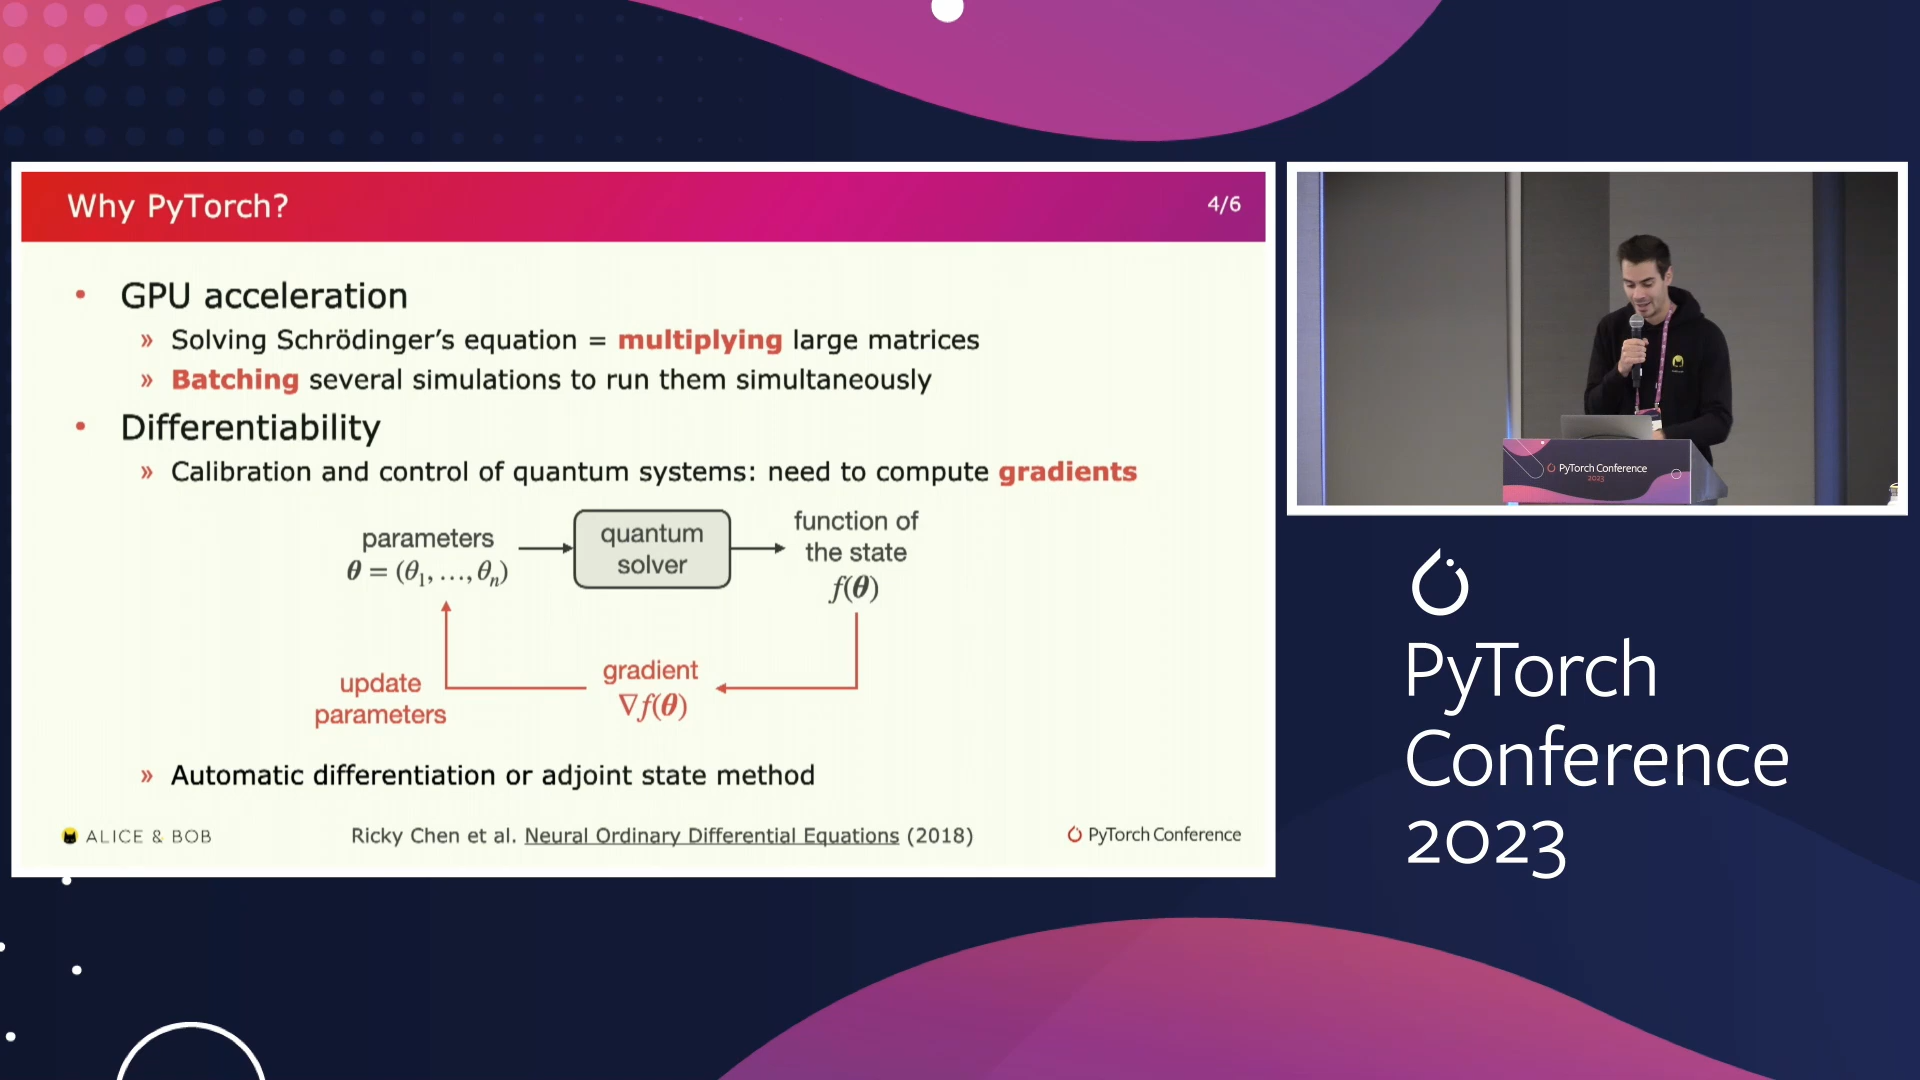 Why PyTorch?
4/6
• GPU acceleration
» Solving Schrödinger’s equation = multiplying large matrices
» Batching several simulations to run them simultaneously
• Differentiability
» Calibration and control of quantum systems: need to compute gradients
parameters
θ = (θ₁, …, θₙ)
quantum
solver
function of
the state
f(θ)
gradient
∇f(θ)
update
parameters
» Automatic differentiation or adjoint state method
ALICE & BOB
Ricky Chen et al. Neural Ordinary Differential Equations (2018)
PyTorch Conference
PyTorch Conference
2023
PyTorch
Conference
2023